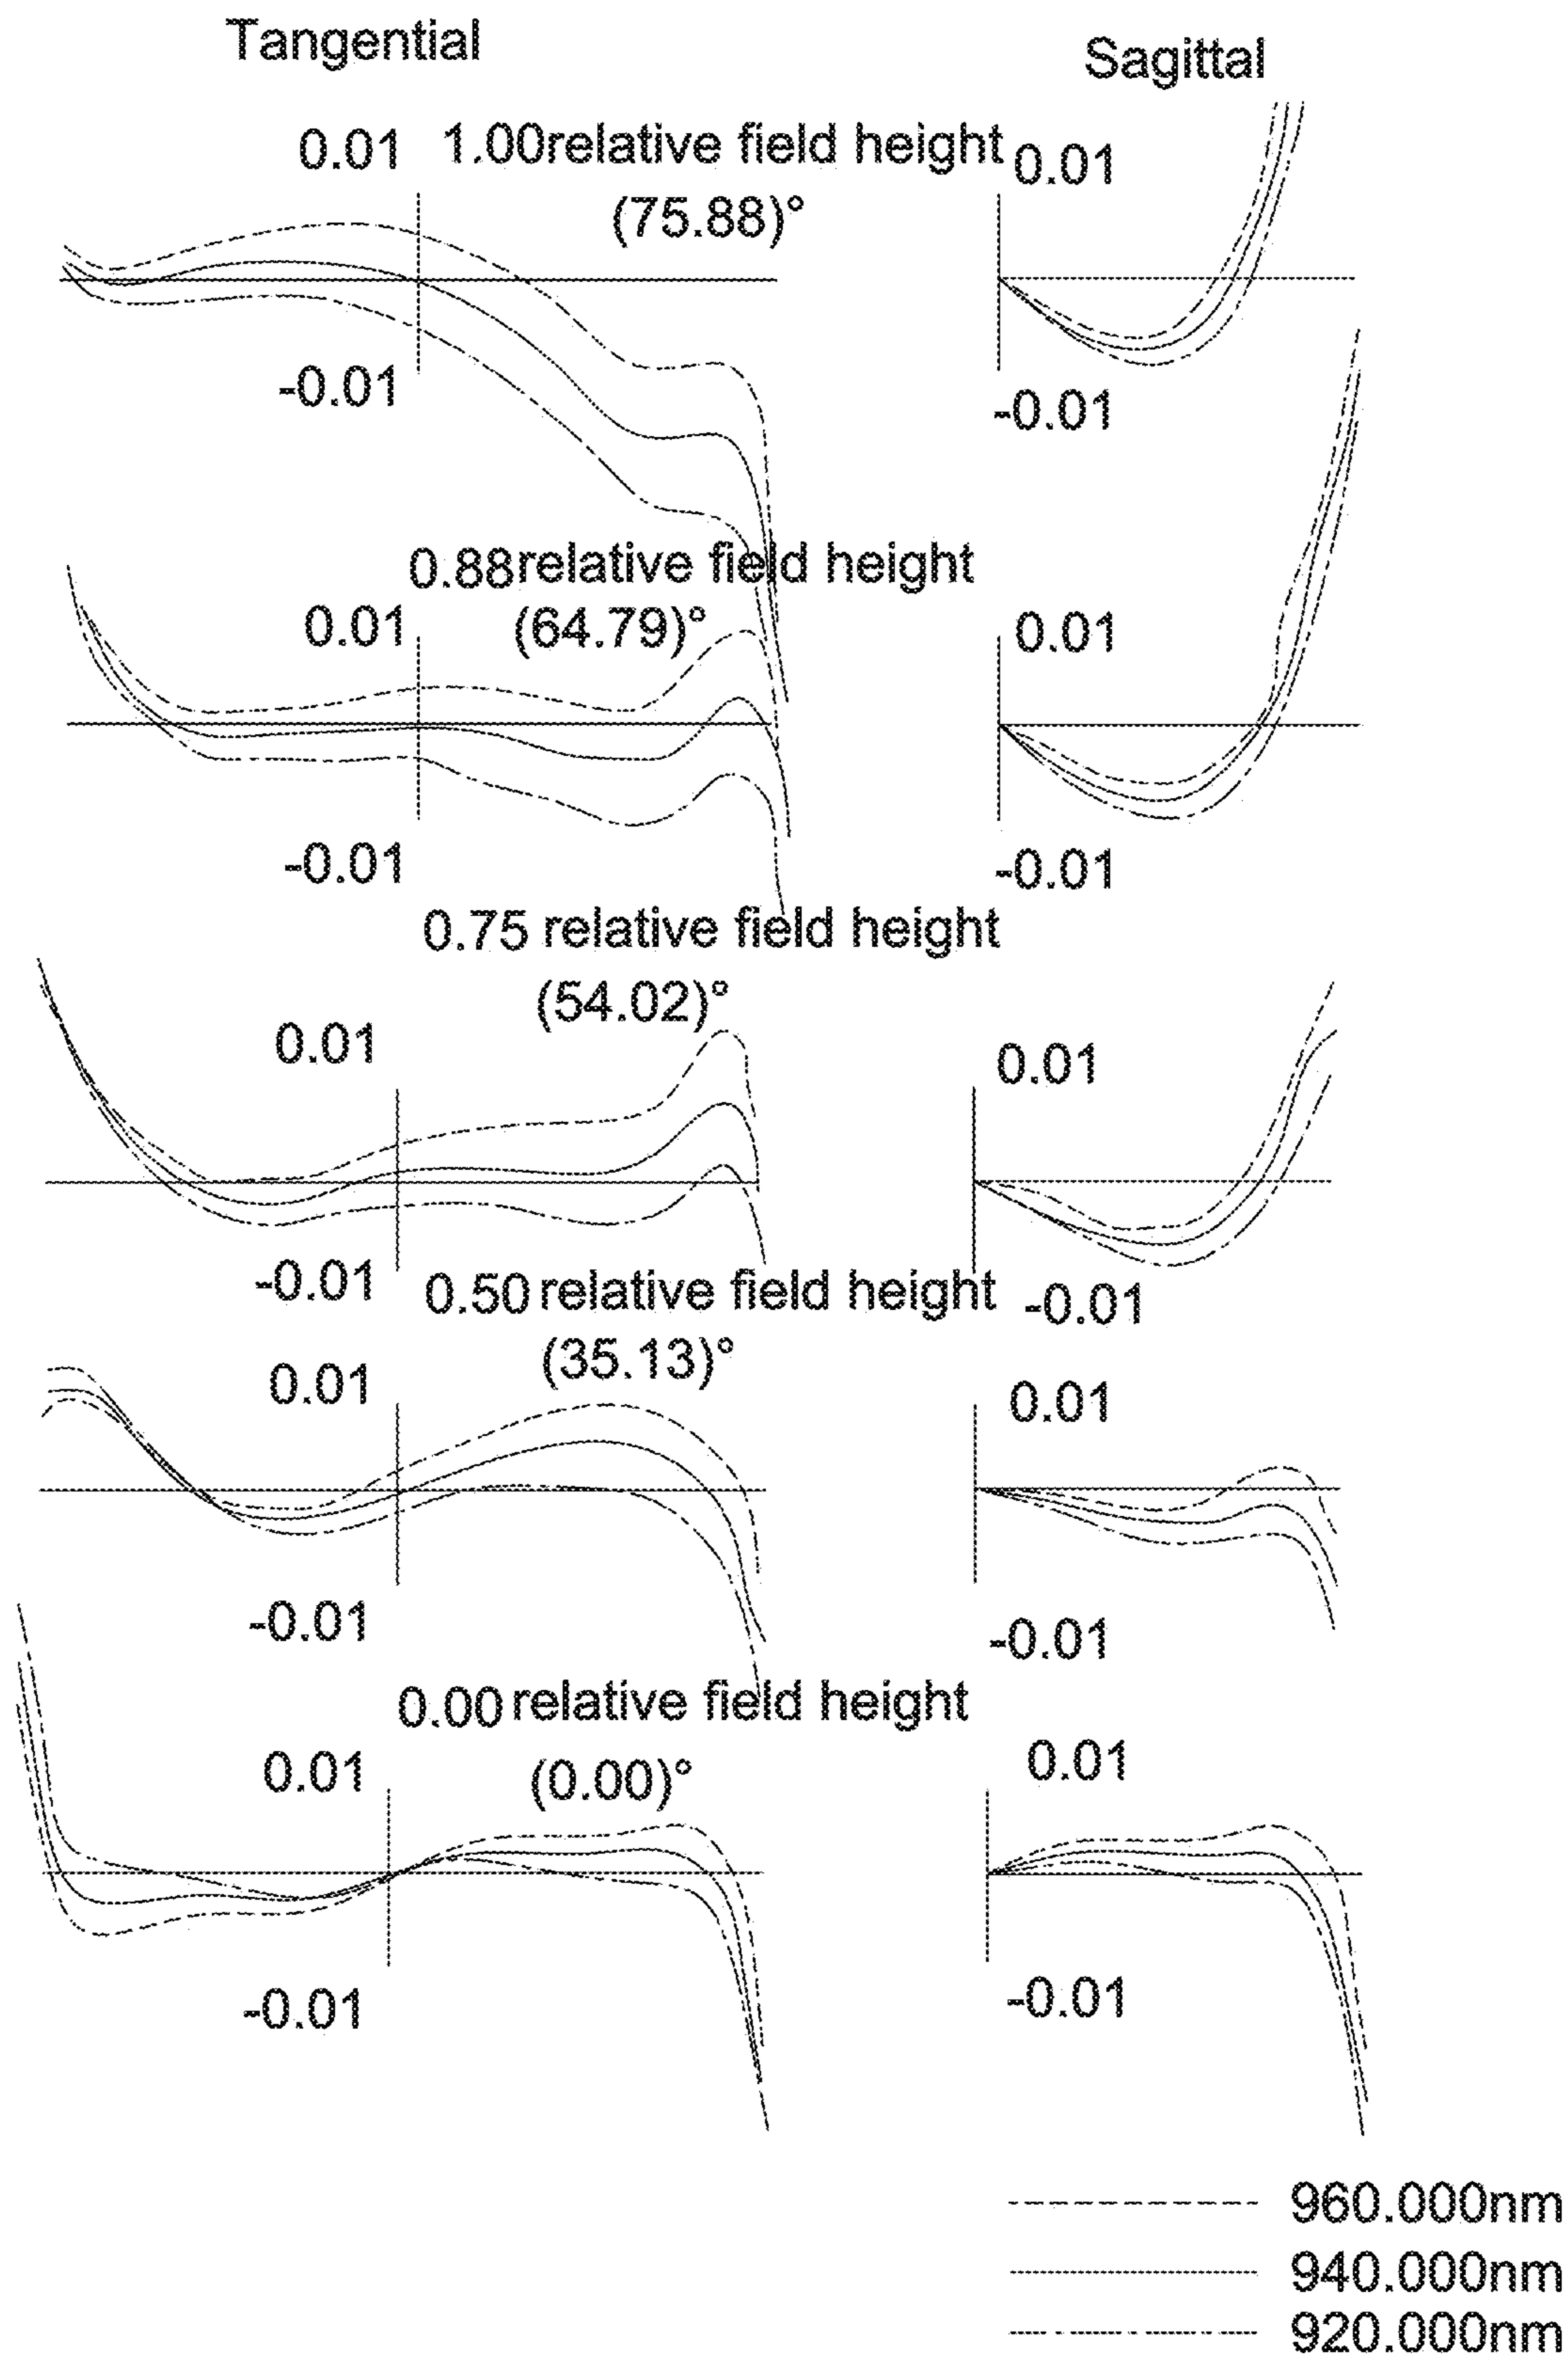 Tangential
Sagittal
0.01
1.00relative field height
(75.88)°
0.01
-0.01
-0.01
0.88relative field height
(64.79)°
0.01
0.01
-0.01
-0.01
0.75 relative field height
(54.02)°
0.01
0.01
-0.01
-0.01
0.50 relative field height
(35.13)°
0.01
0.01
-0.01
-0.01
0.00 relative field height
(0.00)°
0.01
0.01
-0.01
-0.01
960.000nm
940.000nm
920.000nm